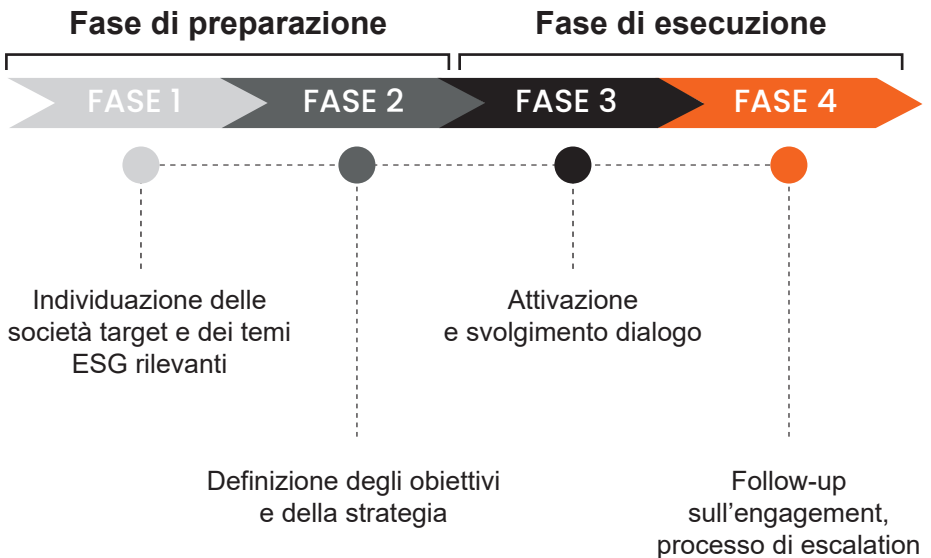 Fase di preparazione
Fase di esecuzione
FASE 1
FASE 2
FASE 3
FASE 4
Individuazione delle
società target e dei temi
ESG rilevanti
Attivazione
e svolgimento dialogo
Definizione degli obiettivi
e della strategia
Follow-up
sull'engagement,
processo di escalation